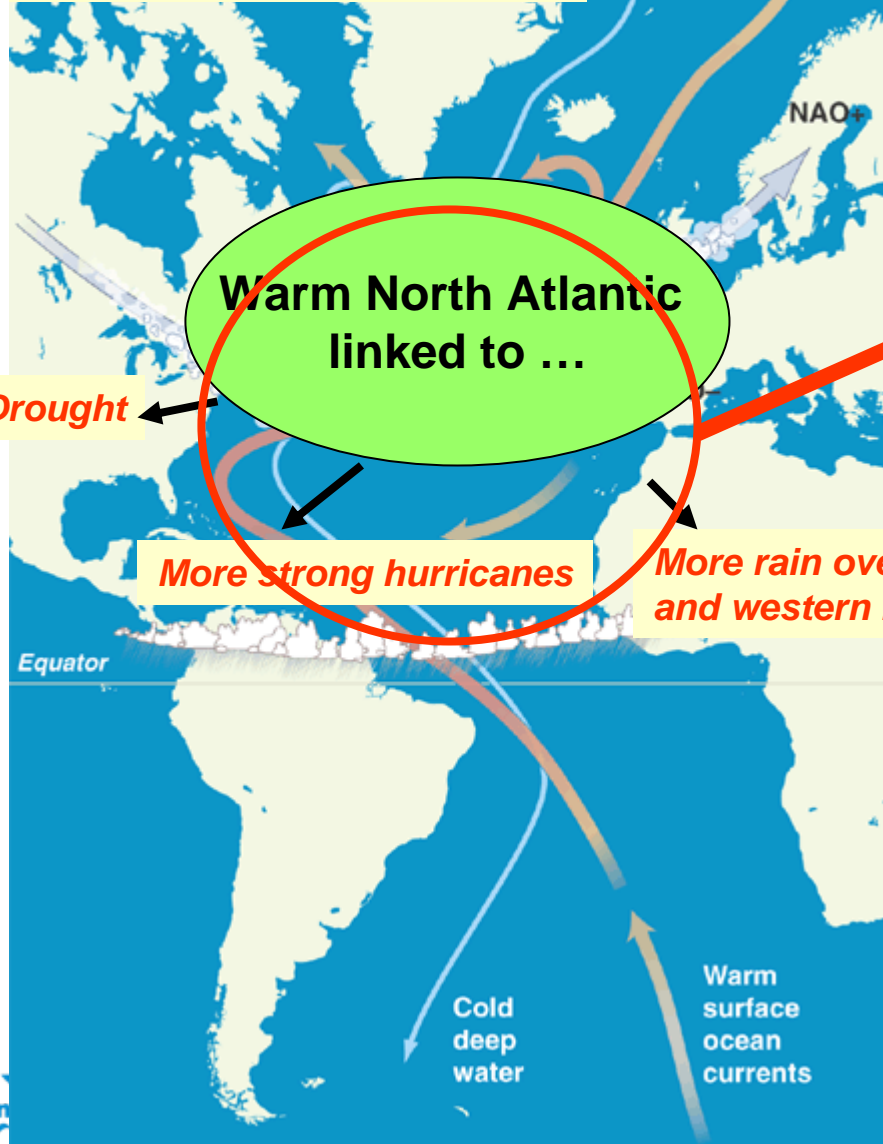 NAO+
Warm North Atlantic
linked to …
Drought
More strong hurricanes
More rain
and western
Equator
Cold
deep
water
Warm
surface
ocean
currents